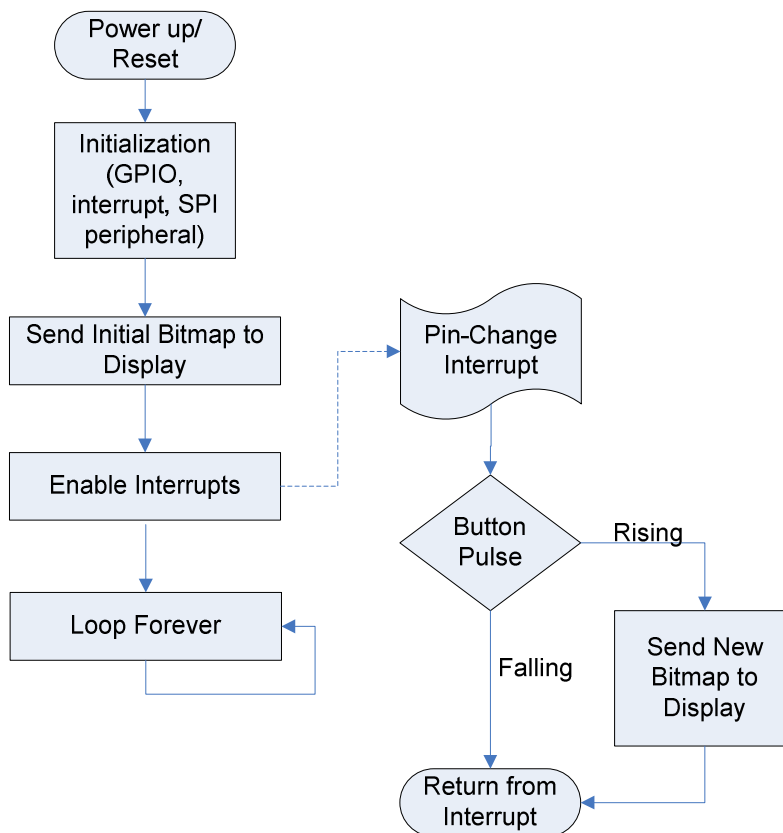 Power up/
Reset
Initialization
(GPIO,
interrupt, SPI
peripheral)
Send Initial Bitmap to
Display
Enable Interrupts
Loop Forever
Pin-Change
Interrupt
Button
Pulse
Rising
Falling
Send New
Bitmap to
Display
Return from
Interrupt